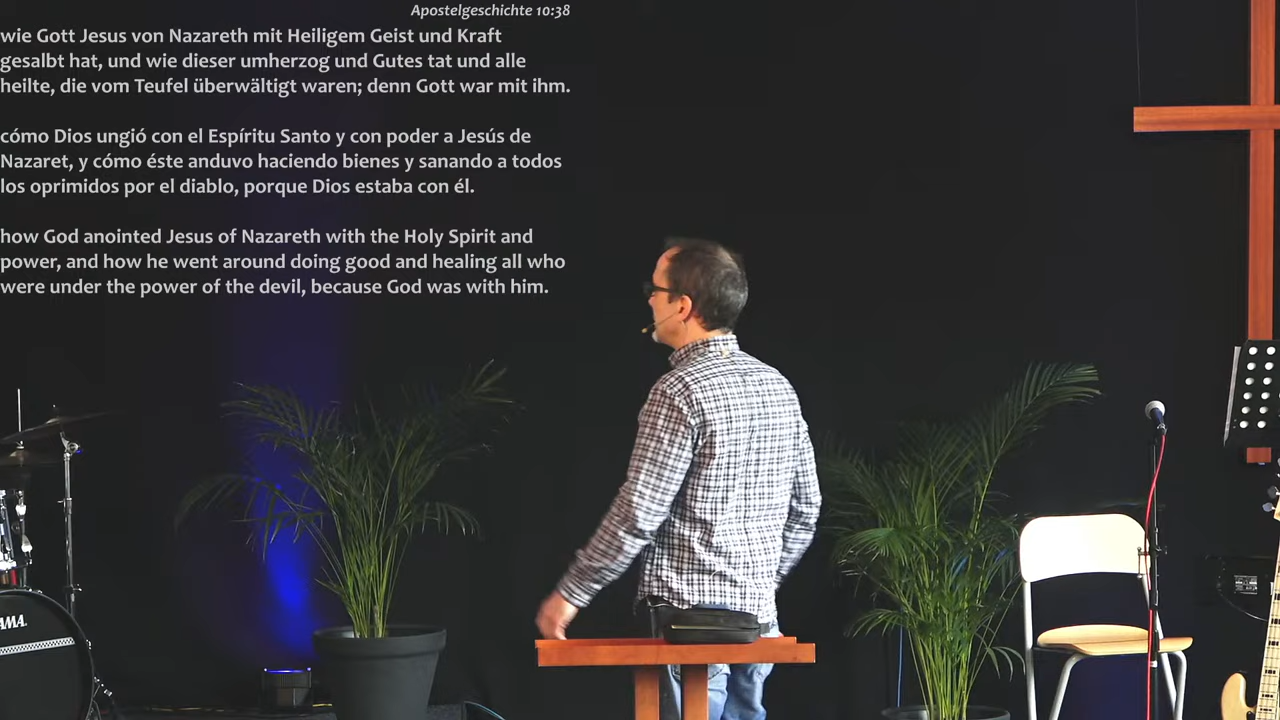 Apostelgeschichte 10:38
wie Gott Jesus von Nazareth mit Heiligem Geist und Kraft
gesalbt hat, und wie dieser umherzog und Gutes tat und alle
heilte, die vom Teufel überwältigt waren; denn Gott war mit ihm.
cómo Dios ungió con el Espíritu Santo y con poder a Jesús de
Nazaret, y cómo éste anduvo haciendo bienes y sanando a todos
los oprimidos por el diablo, porque Dios estaba con él.
how God anointed Jesus of Nazareth with the Holy Spirit and
power, and how he went around doing good and healing all who
were under the power of the devil, because God was with him.
AMA.